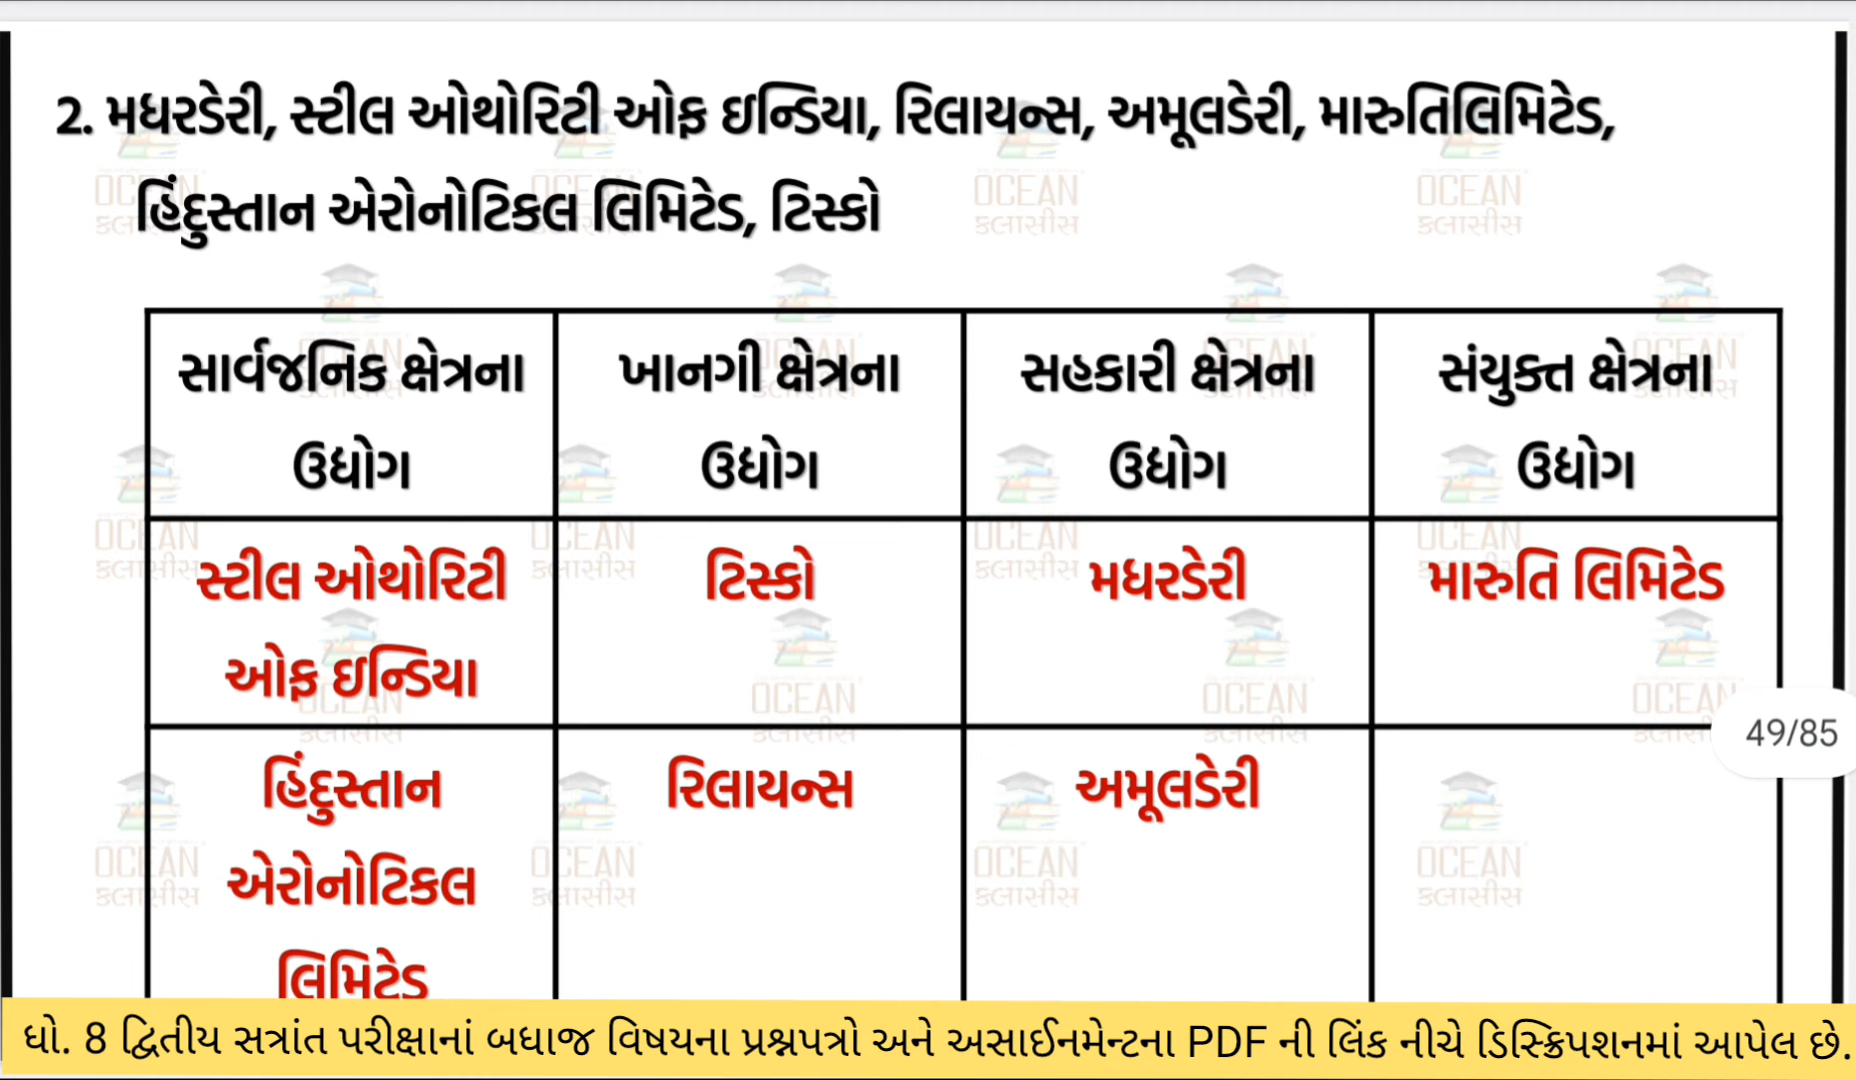 2. મધરડેરી, સ્ટીલ ઓથોરિટી ઓફ ઇન્ડિયા, રિલાયન્સ, અમૂલડેરી, મારુતિલિમિટેડ,
હિંદુસ્તાન એરોનોટિકલ લિમિટેડ, ટિસ્કો
સાર્વજનિક ક્ષેત્રના ઉદ્યોગ
ખાનગી ક્ષેત્રના ઉદ્યોગ
સહકારી ક્ષેત્રના ઉદ્યોગ
સંયુક્ત ક્ષેત્રના ઉદ્યોગ
સ્ટીલ ઓથોરિટી ઓફ ઇન્ડિયા
ટિસ્કો
મધરડેરી
મારુતિ લિમિટેડ
હિંદુસ્તાન એરોનોટિકલ લિમિટેડ
રિલાયન્સ
અમૂલડેરી
49/85
OCEAN
ક્લાસીસ
ધો. 8 દ્વિતીય સત્રાંત પરીક્ષાનાં બધાજ વિષયના પ્રશ્નપત્રો અને અસાઈનમેન્ટના PDF ની લિંક નીચે ડિસ્ક્રિપશનમાં આપેલ છે.